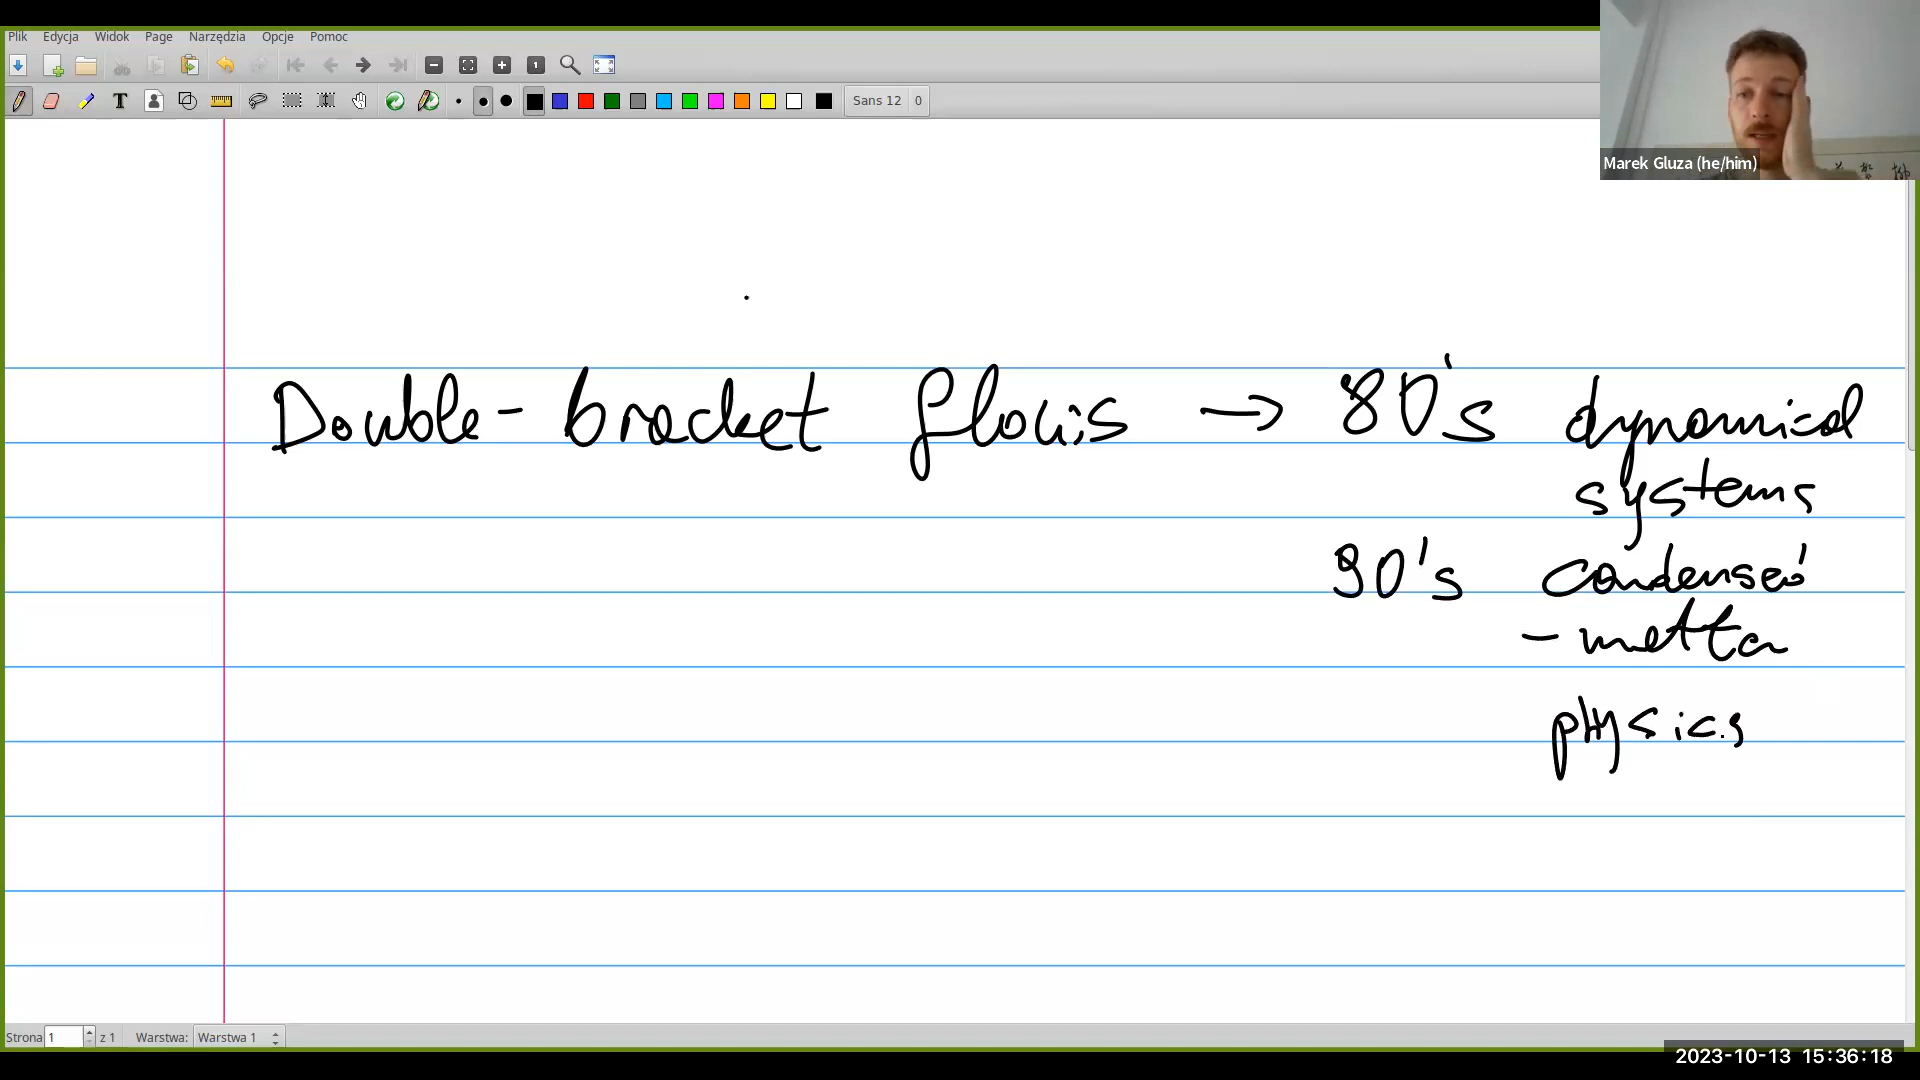 Plik Edycja Widok Page Narzędzia Opcje Pomoc
Sans 12 0
Marek Gluza (he/him)
Double-bracket flows → 80's dynamical
systems
90's condensed
- matter
physics
Strona 1 z 1 Warstwa: Warstwa 1
2023-10-13 15:36:18